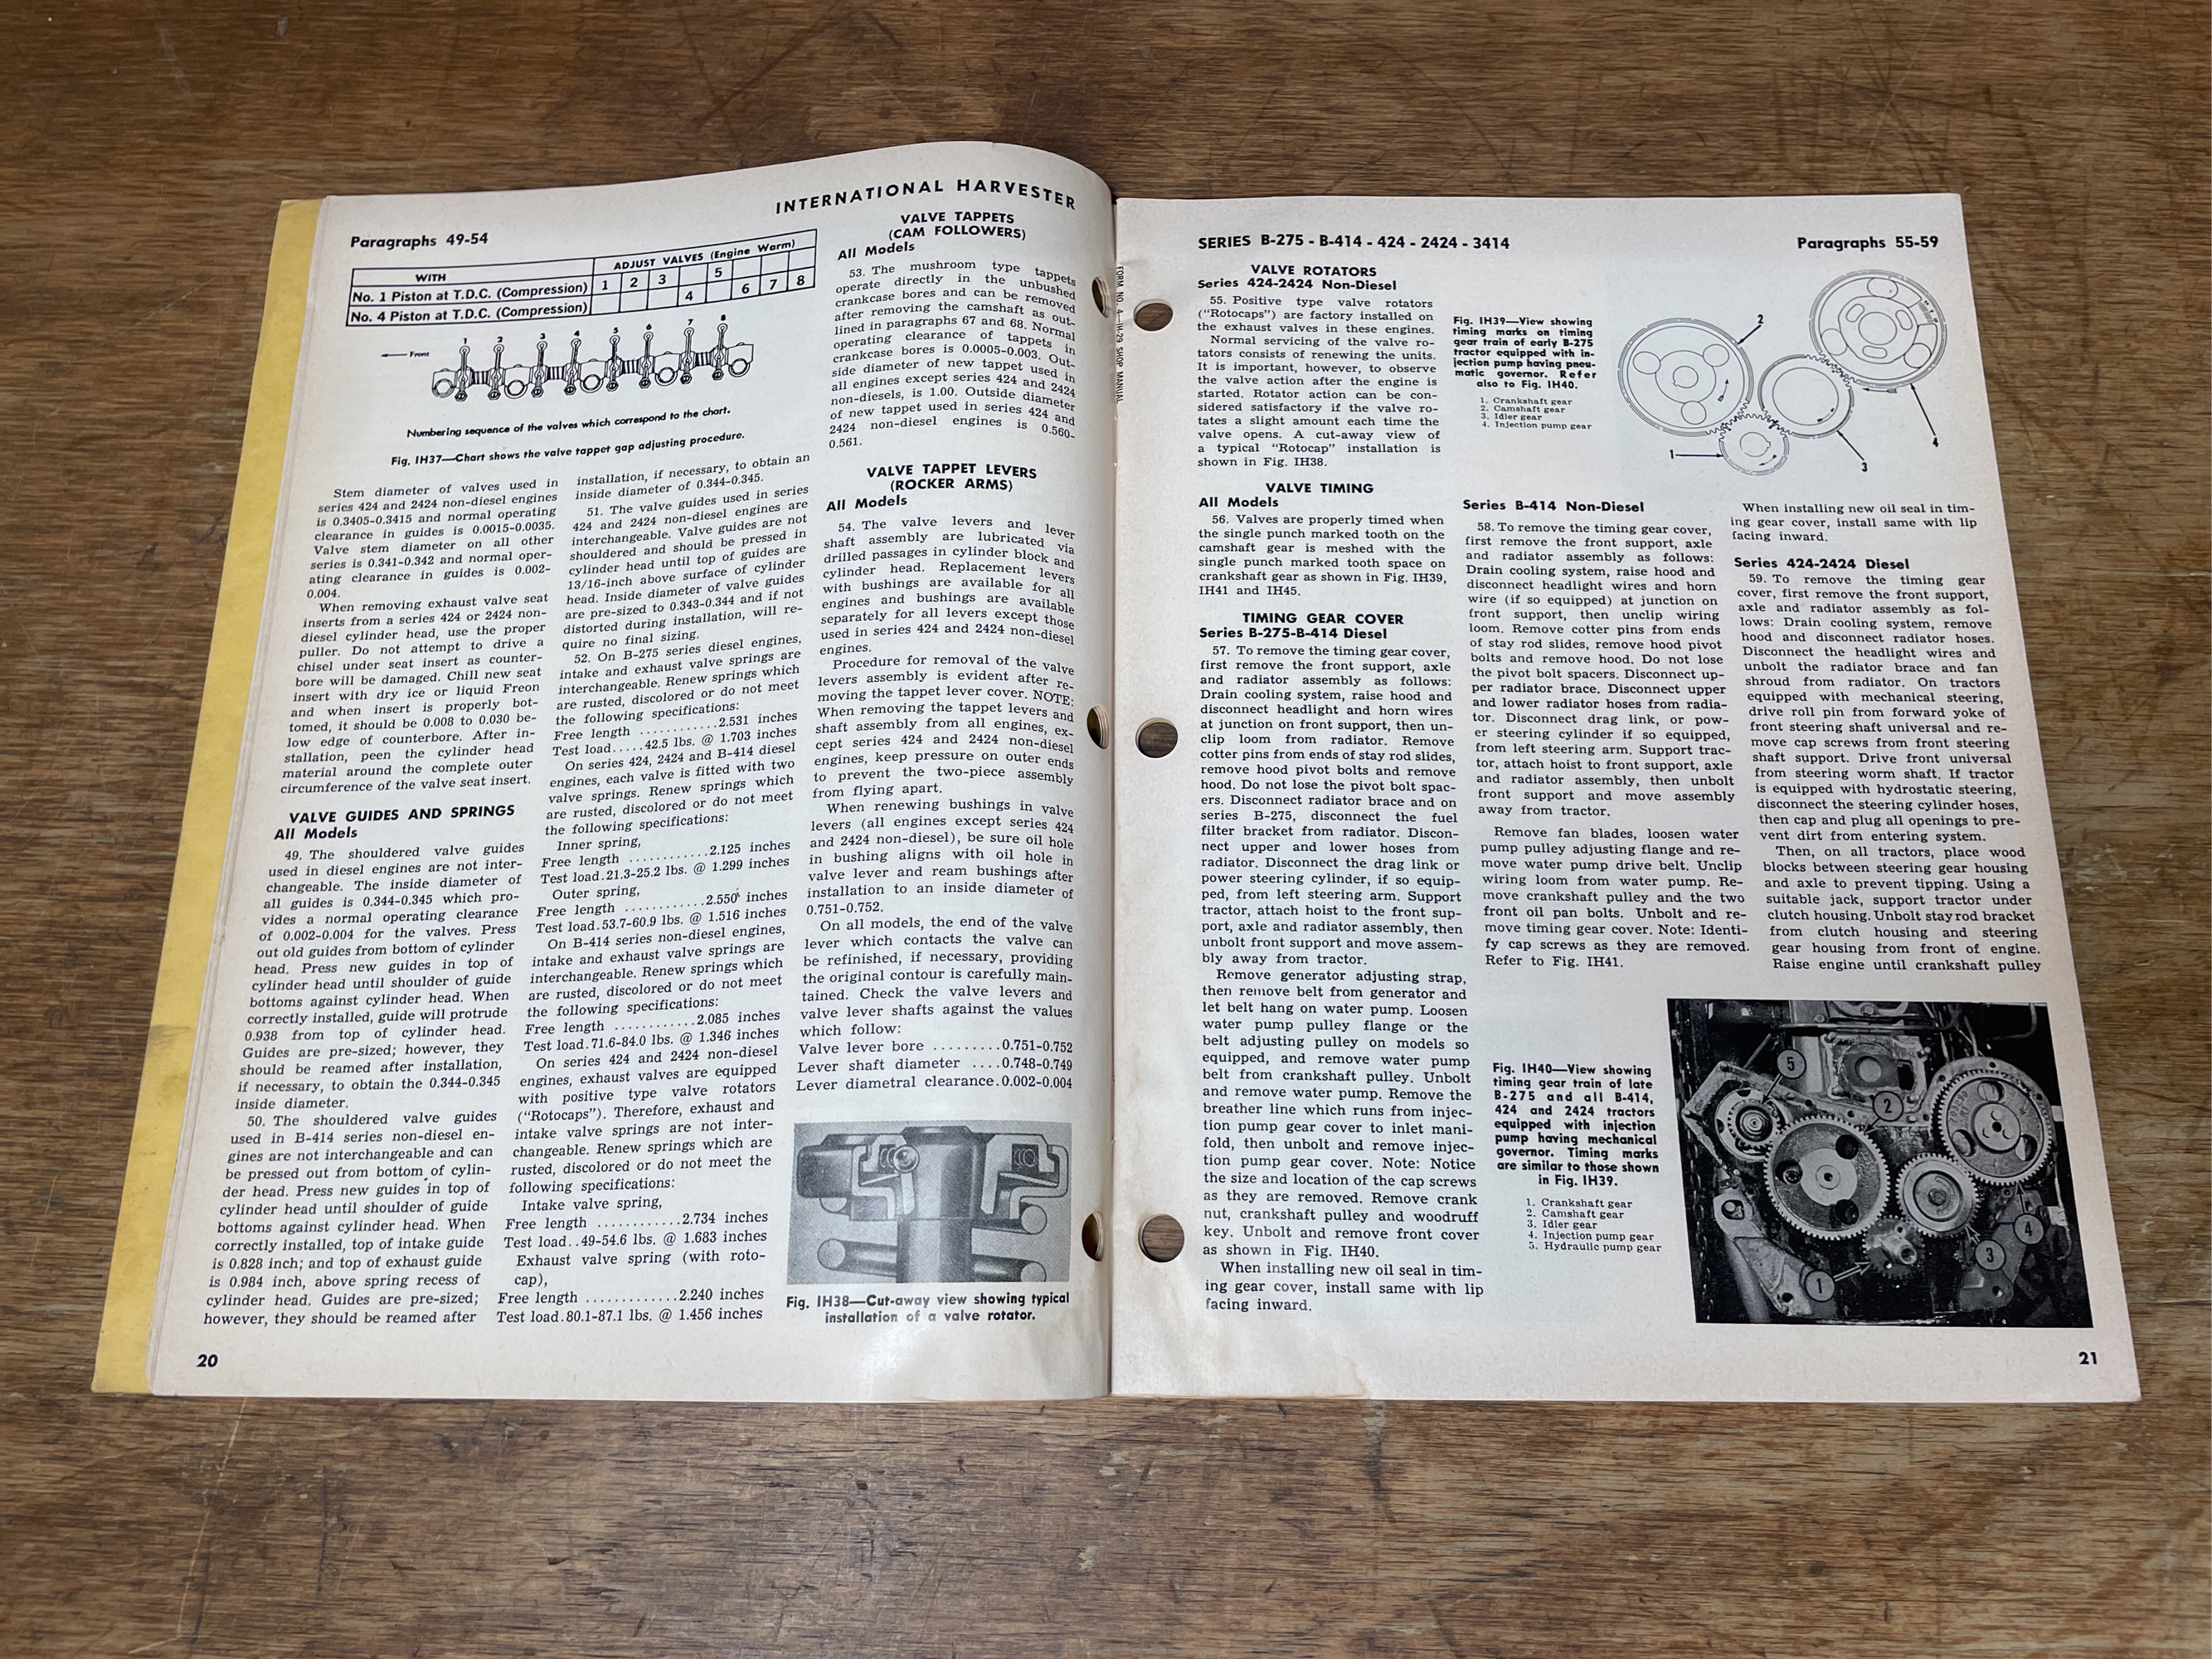 INTERNATIONAL HARVESTER
Paragraphs 49-54
WITH ADJUST VALVES (Engine Warm)
No. 1 Piston at T.D.C. (Compression) 1 2 3 5
No. 4 Piston at T.D.C. (Compression) 4 6 7 8
Front
1 2 3 4 5 6 7 8
Numbering sequence of the valves which correspond to the chart.
Fig. IH37—Chart shows the valve tappet gap adjusting procedure.
Stem diameter of valves used in
series 424 and 2424 non-diesel engines
is 0.3405-0.3415 and normal operating
clearance in guides is 0.0015-0.0035.
Valve stem diameter on all other
series is 0.341-0.342 and normal oper-
ating clearance in guides is 0.002-
0.004.
When removing exhaust valve seat
inserts from a series 424 or 2424 non-
diesel cylinder head, use the proper
puller. Do not attempt to drive a
chisel under seat insert as counter-
bore will be damaged. Chill new seat
insert with dry ice or liquid Freon
and when insert is properly bot-
tomed, it should be 0.008 to 0.030 be-
low edge of counterbore. After in-
stallation, peen the cylinder head
material around the complete outer
circumference of the valve seat insert.
VALVE GUIDES AND SPRINGS
All Models
49. The shouldered valve guides
used in diesel engines are not inter-
changeable. The inside diameter of
all guides is 0.344-0.345 which pro-
vides a normal operating clearance
of 0.002-0.004 for the valves. Press
out old guides from bottom of cylinder
head. Press new guides in top of
cylinder head until shoulder of guide
bottoms against cylinder head. When
correctly installed, guide will protrude
0.938 from top of cylinder head.
Guides are pre-sized; however, they
should be reamed after installation,
if necessary, to obtain the 0.344-0.345
inside diameter.
50. The shouldered valve guides
used in B-414 series non-diesel en-
gines are not interchangeable and can
be pressed out from bottom of cylin-
der head. Press new guides in top of
cylinder head until shoulder of guide
bottoms against cylinder head. When
correctly installed, top of intake guide
is 0.828 inch; and top of exhaust guide
is 0.984 inch, above spring recess of
cylinder head. Guides are pre-sized;
however, they should be reamed after
installation, if necessary, to obtain an
inside diameter of 0.344-0.345.
51. The valve guides used in series
424 and 2424 non-diesel engines are
interchangeable. Valve guides are not
shouldered and should be pressed in
cylinder head until top of guides are
13/16-inch above surface of cylinder
head. Inside diameter of valve guides
are pre-sized to 0.343-0.344 and if not
distorted during installation, will re-
quire no final sizing.
52. On B-275 series diesel engines,
intake and exhaust valve springs are
interchangeable. Renew springs which
are rusted, discolored or do not meet
the following specifications:
Free length ..........2.531 inches
Test load.....42.5 lbs. @ 1.703 inches
On series 424, 2424 and B-414 diesel
engines, each valve is fitted with two
valve springs. Renew springs which
are rusted, discolored or do not meet
the following specifications:
Inner spring,
Free length ...........2.125 inches
Test load.21.3-25.2 lbs. @ 1.299 inches
Outer spring,
Free length ...........2.550 inches
Test load.53.7-60.9 lbs. @ 1.516 inches
On B-414 series non-diesel engines,
intake and exhaust valve springs are
interchangeable. Renew springs which
are rusted, discolored or do not meet
the following specifications:
Free length ...........2.085 inches
Test load.71.6-84.0 lbs. @ 1.346 inches
On series 424 and 2424 non-diesel
engines, exhaust valves are equipped
with positive type valve rotators
("Rotocaps"). Therefore, exhaust and
intake valve springs are not inter-
changeable. Renew springs which are
rusted, discolored or do not meet the
following specifications:
Intake valve spring,
Free length ............2.734 inches
Test load..49-54.6 lbs. @ 1.683 inches
Exhaust valve spring (with roto-
cap),
Free length .............2.240 inches
Test load.80.1-87.1 lbs. @ 1.456 inches
VALVE TAPPETS
(CAM FOLLOWERS)
All Models
53. The mushroom type tappets
operate directly in the unbushed
crankcase bores and can be removed
after removing the camshaft as out-
lined in paragraphs 67 and 68. Normal
operating clearance of tappets in
crankcase bores is 0.0005-0.003. Out-
side diameter of new tappet used in
all engines except series 424 and 2424
non-diesels, is 1.00. Outside diameter
of new tappet used in series 424 and
2424 non-diesel engines is 0.560-
0.561.
VALVE TAPPET LEVERS
(ROCKER ARMS)
All Models
54. The valve levers and lever
shaft assembly are lubricated via
drilled passages in cylinder block and
cylinder head. Replacement levers
with bushings are available for all
engines and bushings are available
separately for all levers except those
used in series 424 and 2424 non-diesel
engines.
Procedure for removal of the valve
levers assembly is evident after re-
moving the tappet lever cover. NOTE:
When removing the tappet levers and
shaft assembly from all engines, ex-
cept series 424 and 2424 non-diesel
engines, keep pressure on outer ends
to prevent the two-piece assembly
from flying apart.
When renewing bushings in valve
levers (all engines except series 424
and 2424 non-diesel), be sure oil hole
in bushing aligns with oil hole in
valve lever and ream bushings after
installation to an inside diameter of
0.751-0.752.
On all models, the end of the valve
lever which contacts the valve can
be refinished, if necessary, providing
the original contour is carefully main-
tained. Check the valve levers and
valve lever shafts against the values
which follow:
Valve lever bore .........0.751-0.752
Lever shaft diameter ....0.748-0.749
Lever diametral clearance.0.002-0.004
Fig. IH38—Cut-away view showing typical
installation of a valve rotator.
20
FORM NO. 4—IH-29 SHOP MANUAL
SERIES B-275 - B-414 - 424 - 2424 - 3414
Paragraphs 55-59
VALVE ROTATORS
Series 424-2424 Non-Diesel
55. Positive type valve rotators
("Rotocaps") are factory installed on
the exhaust valves in these engines.
Normal servicing of the valve ro-
tators consists of renewing the units.
It is important, however, to observe
the valve action after the engine is
started. Rotator action can be con-
sidered satisfactory if the valve ro-
tates a slight amount each time the
valve opens. A cut-away view of
a typical "Rotocap" installation is
shown in Fig. IH38.
VALVE TIMING
All Models
56. Valves are properly timed when
the single punch marked tooth on the
camshaft gear is meshed with the
single punch marked tooth space on
crankshaft gear as shown in Fig. IH39,
IH41 and IH45.
TIMING GEAR COVER
Series B-275-B-414 Diesel
57. To remove the timing gear cover,
first remove the front support, axle
and radiator assembly as follows:
Drain cooling system, raise hood and
disconnect headlight and horn wires
at junction on front support, then un-
clip loom from radiator. Remove
cotter pins from ends of stay rod slides,
remove hood pivot bolts and remove
hood. Do not lose the pivot bolt spac-
ers. Disconnect radiator brace and on
series B-275, disconnect the fuel
filter bracket from radiator. Discon-
nect upper and lower hoses from
radiator. Disconnect the drag link or
power steering cylinder, if so equip-
ped, from left steering arm. Support
tractor, attach hoist to the front sup-
port, axle and radiator assembly, then
unbolt front support and move assem-
bly away from tractor.
Remove generator adjusting strap,
then remove belt from generator and
let belt hang on water pump. Loosen
water pump pulley flange or the
belt adjusting pulley on models so
equipped, and remove water pump
belt from crankshaft pulley. Unbolt
and remove water pump. Remove the
breather line which runs from injec-
tion pump gear cover to inlet mani-
fold, then unbolt and remove injec-
tion pump gear cover. Note: Notice
the size and location of the cap screws
as they are removed. Remove crank
nut, crankshaft pulley and woodruff
key. Unbolt and remove front cover
as shown in Fig. IH40.
When installing new oil seal in tim-
ing gear cover, install same with lip
facing inward.
Fig. IH39—View showing
timing marks on timing
gear train of early B-275
tractor equipped with in-
jection pump having pneu-
matic governor. Refer
also to Fig. IH40.
1. Crankshaft gear
2. Camshaft gear
3. Idler gear
4. Injection pump gear
2
4
3
1
Series B-414 Non-Diesel
58. To remove the timing gear cover,
first remove the front support, axle
and radiator assembly as follows:
Drain cooling system, raise hood and
disconnect headlight wires and horn
wire (if so equipped) at junction on
front support, then unclip wiring
loom. Remove cotter pins from ends
of stay rod slides, remove hood pivot
bolts and remove hood. Do not lose
the pivot bolt spacers. Disconnect up-
per radiator brace. Disconnect upper
and lower radiator hoses from radia-
tor. Disconnect drag link, or pow-
er steering cylinder if so equipped,
from left steering arm. Support trac-
tor, attach hoist to front support, axle
and radiator assembly, then unbolt
front support and move assembly
away from tractor.
Remove fan blades, loosen water
pump pulley adjusting flange and re-
move water pump drive belt. Unclip
wiring loom from water pump. Re-
move crankshaft pulley and the two
front oil pan bolts. Unbolt and re-
move timing gear cover. Note: Identi-
fy cap screws as they are removed.
Refer to Fig. IH41.
When installing new oil seal in tim-
ing gear cover, install same with lip
facing inward.
Series 424-2424 Diesel
59. To remove the timing gear
cover, first remove the front support,
axle and radiator assembly as fol-
lows: Drain cooling system, remove
hood and disconnect radiator hoses.
Disconnect the headlight wires and
unbolt the radiator brace and fan
shroud from radiator. On tractors
equipped with mechanical steering,
drive roll pin from forward yoke of
front steering shaft universal and re-
move cap screws from front steering
shaft support. Drive front universal
from steering worm shaft. If tractor
is equipped with hydrostatic steering,
disconnect the steering cylinder hoses,
then cap and plug all openings to pre-
vent dirt from entering system.
Then, on all tractors, place wood
blocks between steering gear housing
and axle to prevent tipping. Using a
suitable jack, support tractor under
clutch housing. Unbolt stay rod bracket
from clutch housing and steering
gear housing from front of engine.
Raise engine until crankshaft pulley
Fig. IH40—View showing
timing gear train of late
B-275 and all B-414,
424 and 2424 tractors
equipped with injection
pump having mechanical
governor. Timing marks
are similar to those shown
in Fig. IH39.
1. Crankshaft gear
2. Camshaft gear
3. Idler gear
4. Injection pump gear
5. Hydraulic pump gear
5
2
4
3
1
21